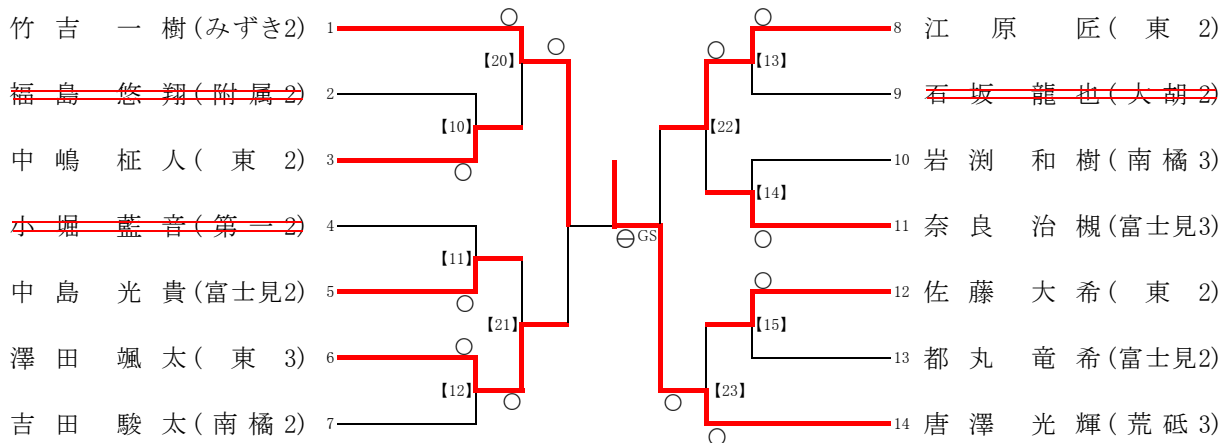 竹吉 一樹(みずき2) 1
福島 悠翔(附属2) 2
中嶋 柾人(東 2) 3
小堀 藍音(第一2) 4
中島 光貴(富士見2) 5
澤田 颯太(東 3) 6
吉田 駿太(南橘2) 7
【20】
【10】
【11】
【21】
【12】
GS
【13】
【22】
【14】
【15】
【23】
8 江原 匠(東 2)
9 石坂 龍也(大胡2)
10 岩渕 和樹(南橘3)
11 奈良 治槻(富士見3)
12 佐藤 大希(東 2)
13 都丸 竜希(富士見2)
14 唐澤 光輝(荒砥3)